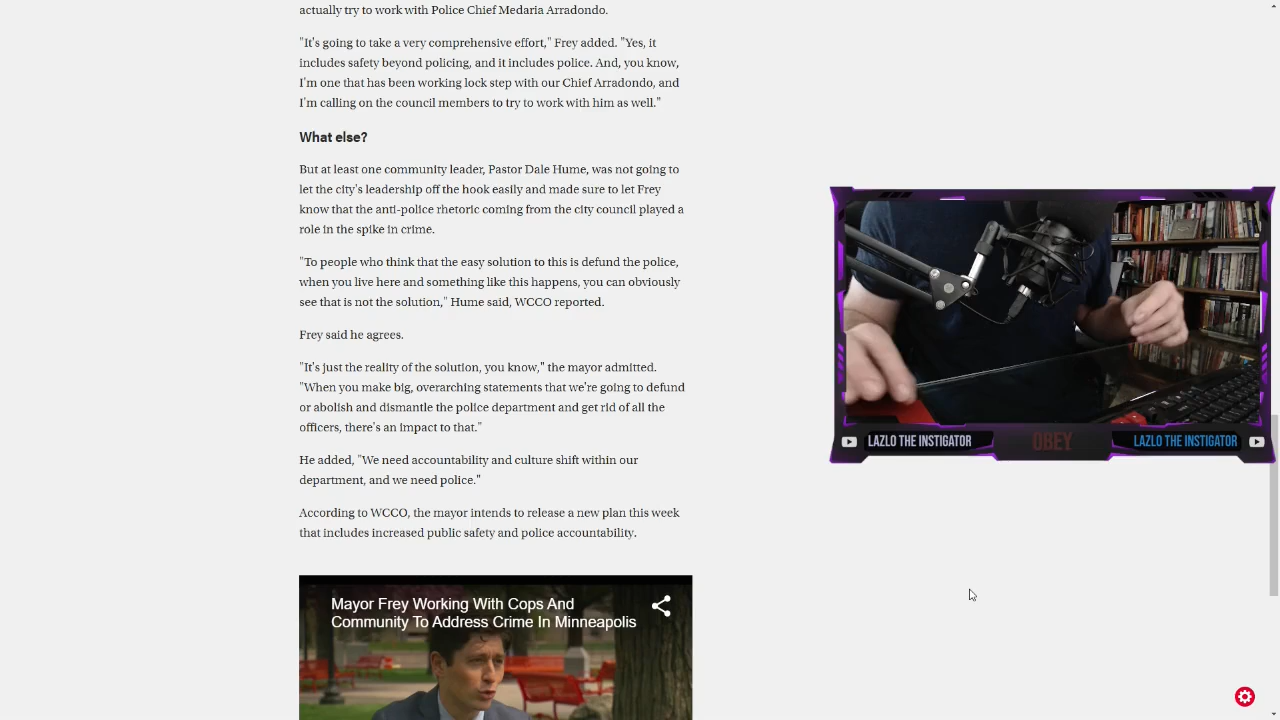 actually try to work with Police Chief Medaria Arradondo.
"It's going to take a very comprehensive effort," Frey added. "Yes, it
includes safety beyond policing, and it includes police. And, you know,
I'm one that has been working lock step with our Chief Arradondo, and
I'm calling on the council members to try to work with him as well."
What else?
But at least one community leader, Pastor Dale Hume, was not going to
let the city's leadership off the hook easily and made sure to let Frey
know that the anti-police rhetoric coming from the city council played a
role in the spike in crime.
"To people who think that the easy solution to this is defund the police,
when you live here and something like this happens, you can obviously
see that is not the solution," Hume said, WCCO reported.
Frey said he agrees.
"It's just the reality of the solution, you know," the mayor admitted.
"When you make big, overarching statements that we're going to defund
or abolish and dismantle the police department and get rid of all the
officers, there's an impact to that."
He added, "We need accountability and culture shift within our
department, and we need police."
According to WCCO, the mayor intends to release a new plan this week
that includes increased public safety and police accountability.
Mayor Frey Working With Cops And
Community To Address Crime In Minneapolis
LAZLO THE INSTIGATOR
OBEY
LAZLO THE INSTIGATOR